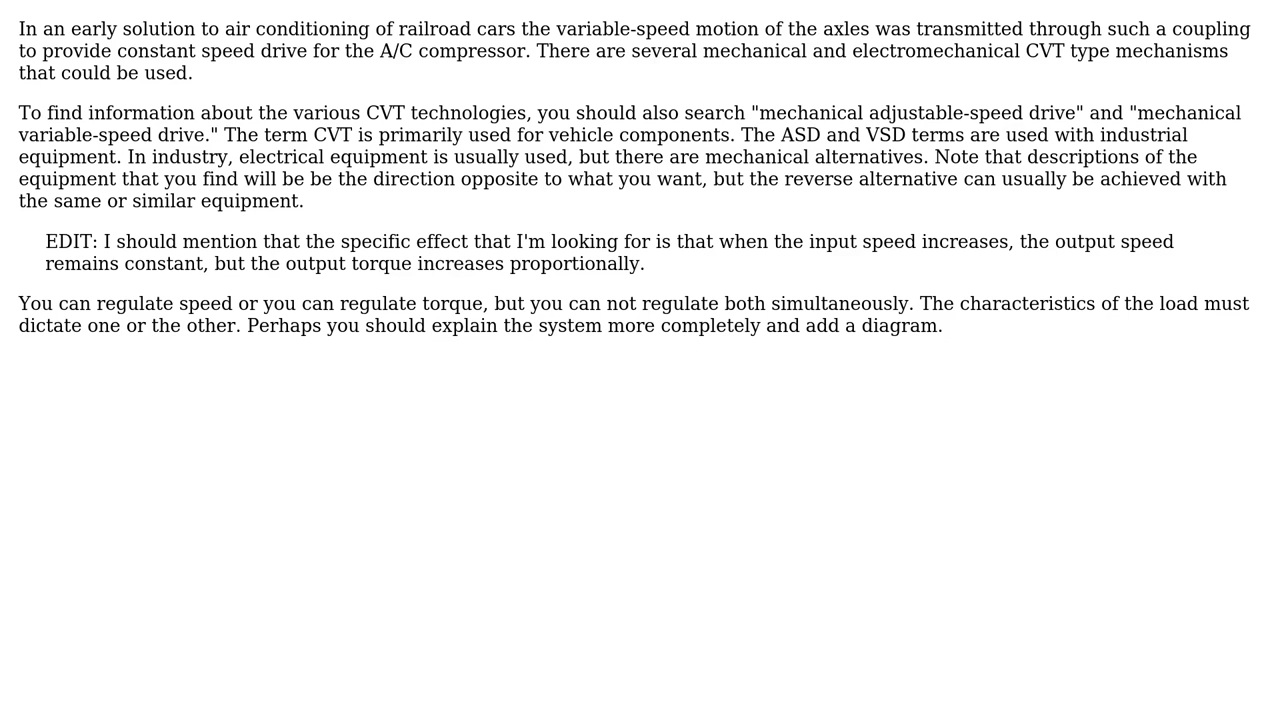 In an early solution to air conditioning of railroad cars the variable-speed motion of the axles was transmitted through such a coupling
to provide constant speed drive for the A/C compressor. There are several mechanical and electromechanical CVT type mechanisms
that could be used.
To find information about the various CVT technologies, you should also search "mechanical adjustable-speed drive" and "mechanical
variable-speed drive." The term CVT is primarily used for vehicle components. The ASD and VSD terms are used with industrial
equipment. In industry, electrical equipment is usually used, but there are mechanical alternatives. Note that descriptions of the
equipment that you find will be be the direction opposite to what you want, but the reverse alternative can usually be achieved with
the same or similar equipment.
EDIT: I should mention that the specific effect that I'm looking for is that when the input speed increases, the output speed
remains constant, but the output torque increases proportionally.
You can regulate speed or you can regulate torque, but you can not regulate both simultaneously. The characteristics of the load must
dictate one or the other. Perhaps you should explain the system more completely and add a diagram.